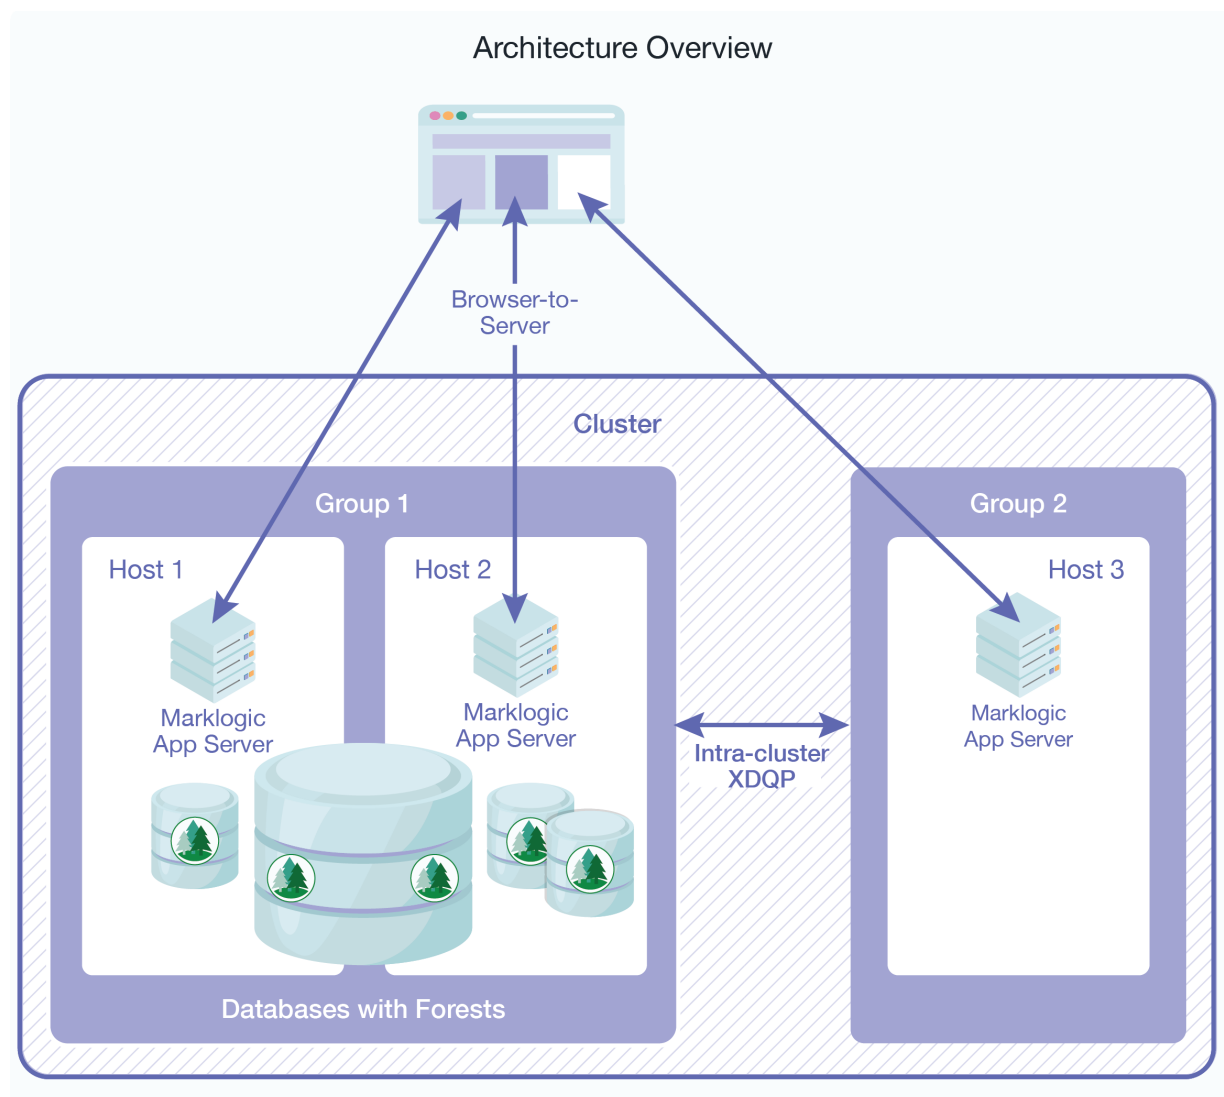 Architecture Overview
Browser-to-
Server
Cluster
Group 1
Group 2
Host 1
Host 2
Host 3
Marklogic
App Server
Marklogic
App Server
Marklogic
App Server
Intra-cluster
XDQP
Databases with Forests